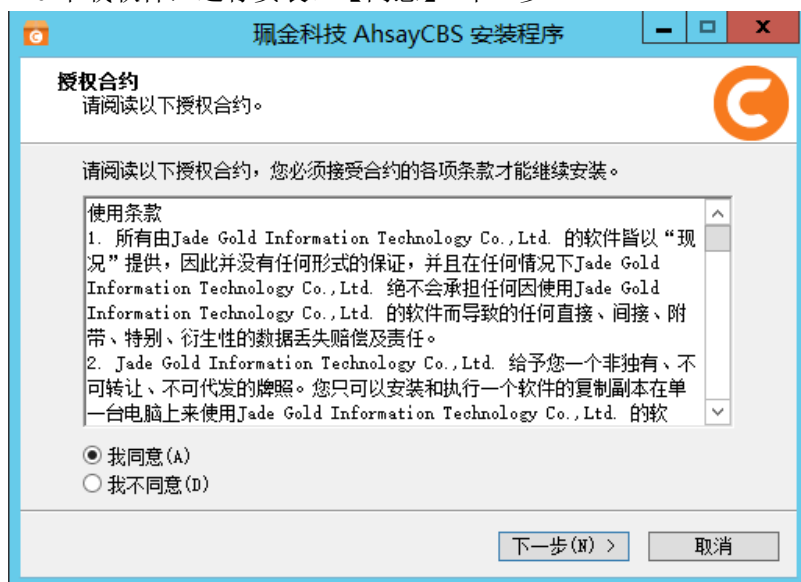 珮金科技 AhsayCBS 安装程序
授权合约
请阅读以下授权合约。
请阅读以下授权合约，您必须接受合约的各项条款才能继续安装。
使用条款
1. 所有由Jade Gold Information Technology Co.,Ltd. 的软件皆以“现
况”提供，因此并没有任何形式的保证，并且在任何情况下Jade Gold
Information Technology Co.,Ltd. 绝不会承担任何因使用Jade Gold
Information Technology Co.,Ltd. 的软件而导致的任何直接、间接、附
带、特别、衍生性的数据丢失赔偿及责任。
2. Jade Gold Information Technology Co.,Ltd. 给予您一个非独有、不
可转让、不可代发的牌照。您只可以安装和执行一个软件的复制副本在单
一台电脑上来使用Jade Gold Information Technology Co.,Ltd. 的软
我同意(A)
我不同意(D)
下一步(N) >
取消